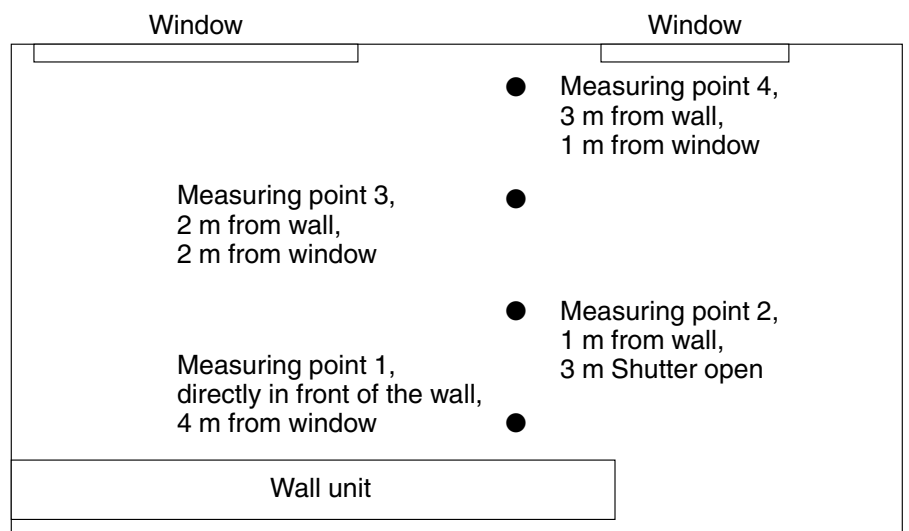 Window
Window
Measuring point 4,
3 m from wall,
1 m from window
Measuring point 3,
2 m from wall,
2 m from window
Measuring point 2,
1 m from wall,
3 m Shutter open
Measuring point 1,
directly in front of the wall,
4 m from window
Wall unit